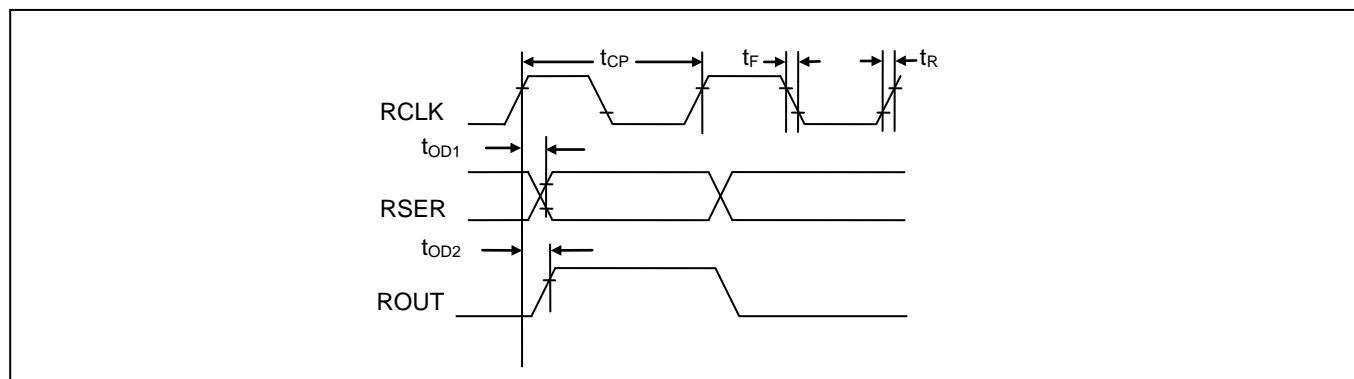 tCP
tF
tR
RCLK
tOD1
RSER
tOD2
ROUT